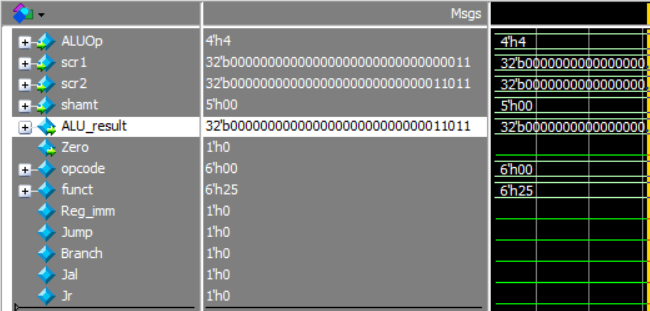 Msgs
ALUOp 4'h4 4'h4
scr1 32'b00000000000000000000000000000011 32'b0000000000000000
scr2 32'b00000000000000000000000000011011 32'b0000000000000000
shamt 5'h00 5'h00
ALU_result 32'b00000000000000000000000000011011 32'b0000000000000000
Zero 1'h0
opcode 6'h00 6'h00
funct 6'h25 6'h25
Reg_imm 1'h0
Jump 1'h0
Branch 1'h0
Jal 1'h0
Jr 1'h0